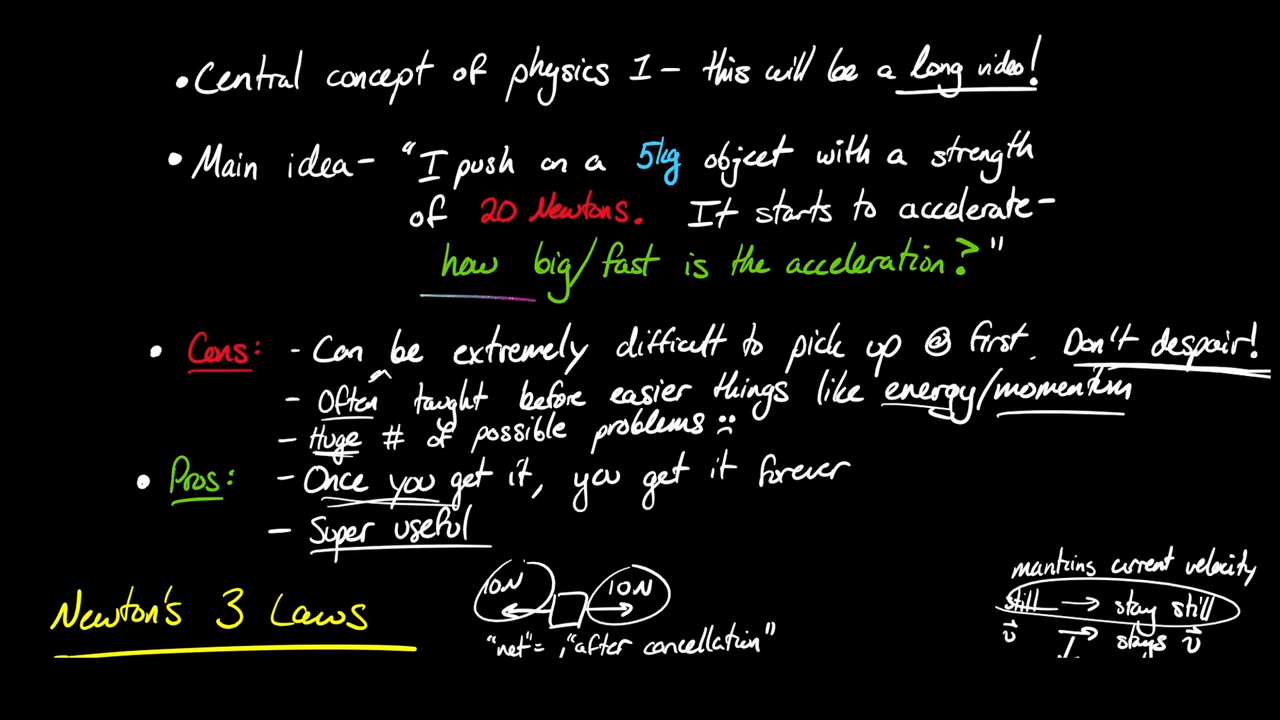 • Central concept of physics 1 – this will be a long video!
• Main idea – "I push on a 5kg object with a strength
of 20 Newtons. It starts to accelerate –
how big/fast is the acceleration?"
• Cons: – Can be extremely difficult to pick up @ first. Don't despair!
– Often taught before easier things like energy/momentum
– Huge # of possible problems :(
• Pros: – Once you get it, you get it forever
– Super useful
Newton's 3 Laws
10N 10N
"net" = , "after cancellation"
mantins current velocity
still → stay still
v⃗ → stays v⃗